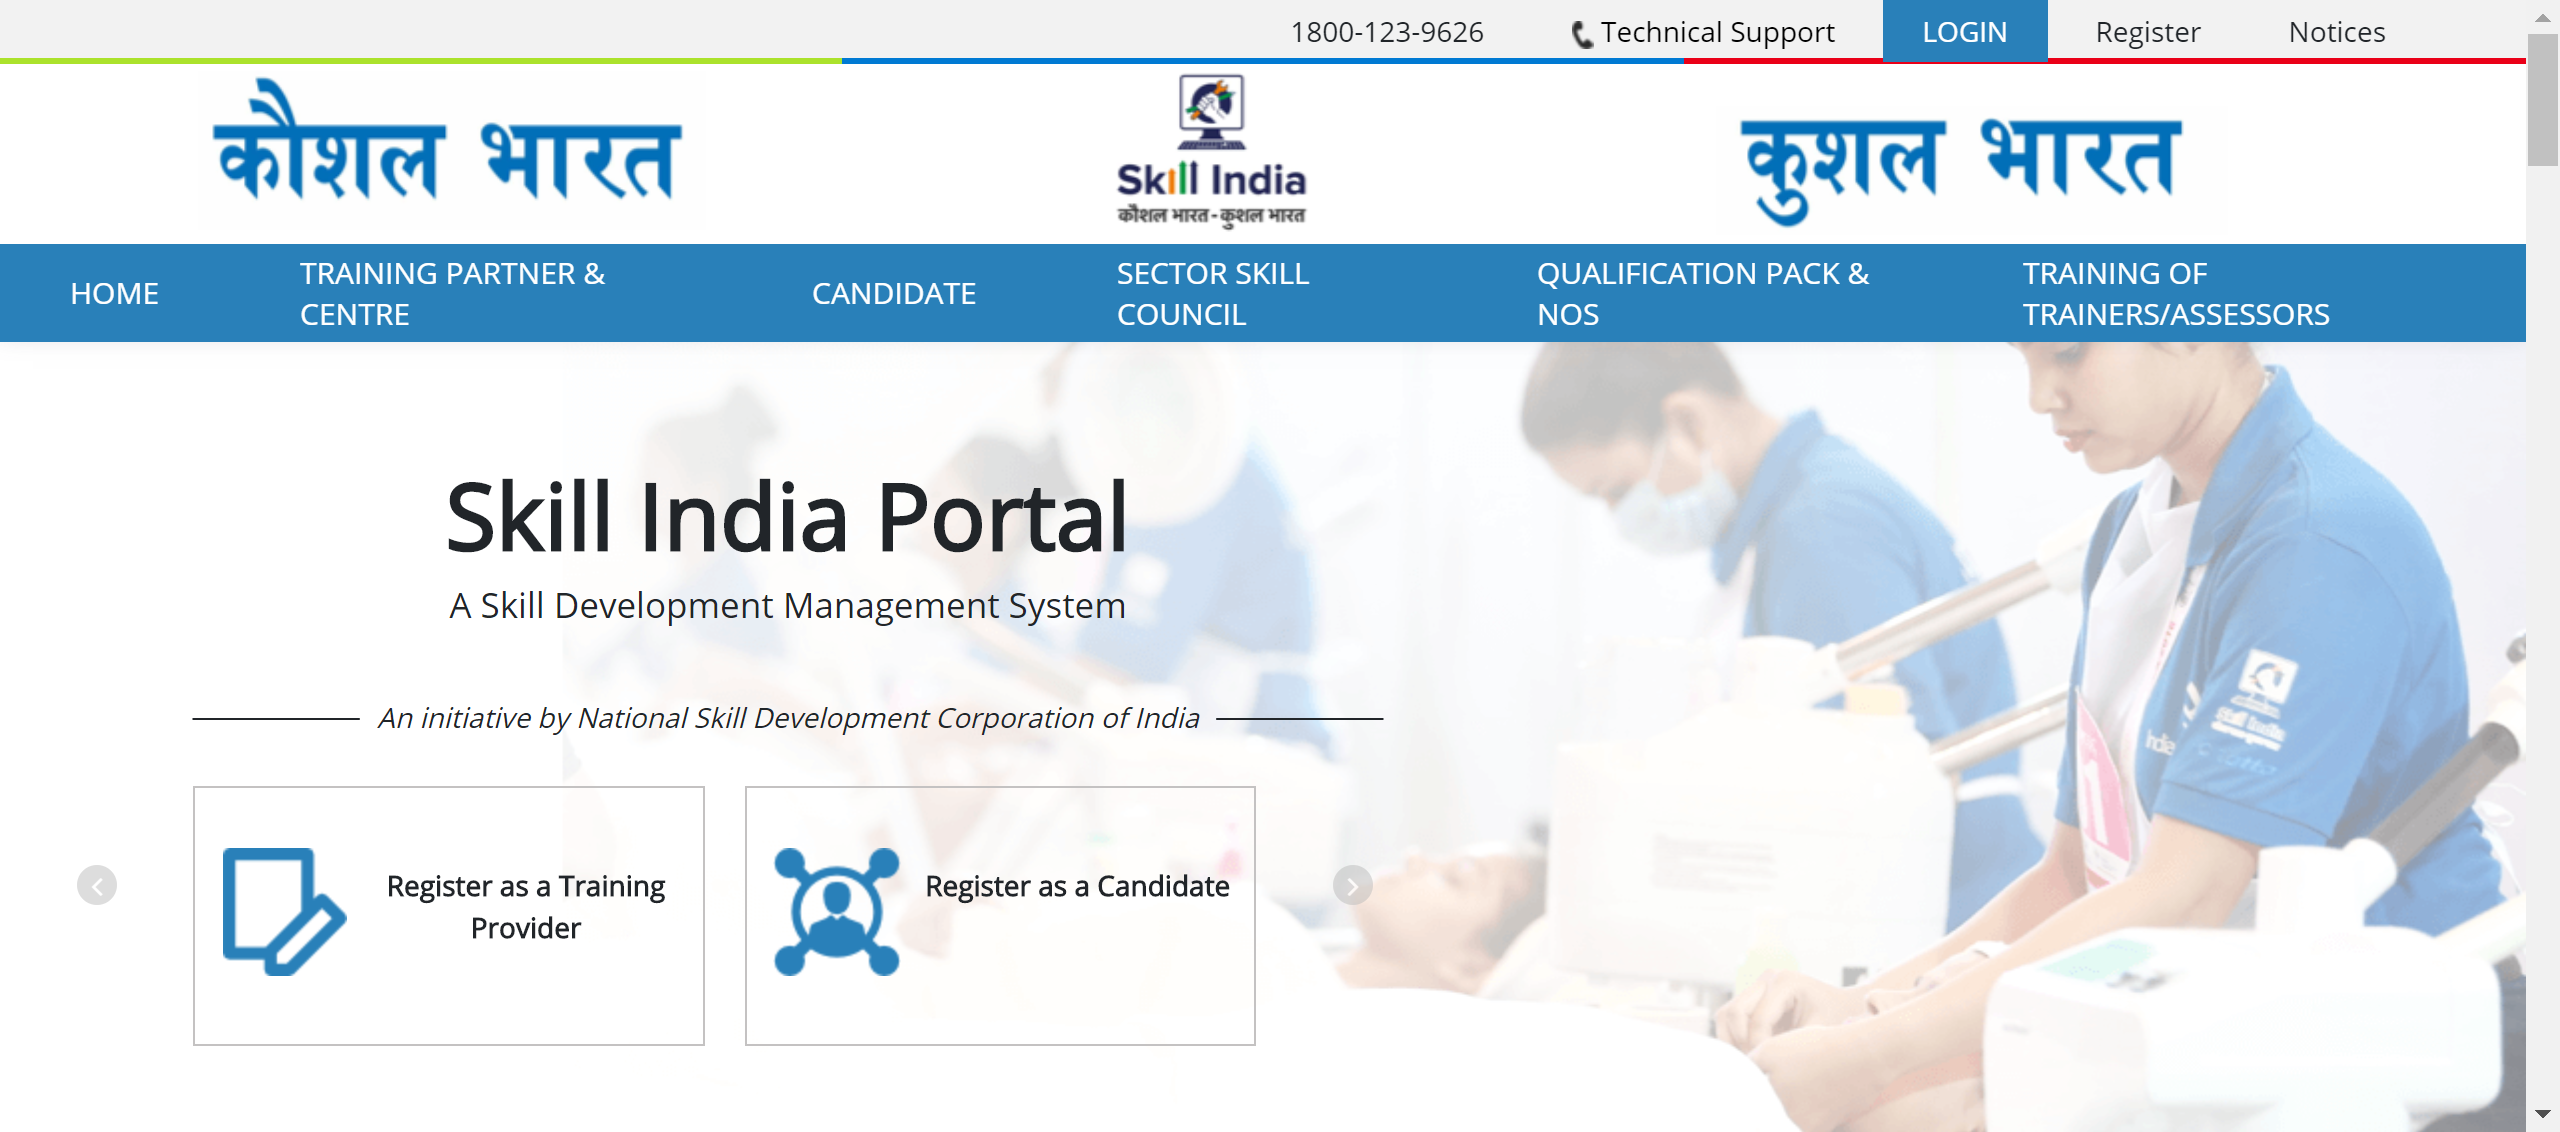 1800-123-9626
Technical Support
LOGIN
Register
Notices
कौशल भारत
Skill India
कौशल भारत - कुशल भारत
कुशल भारत
HOME
TRAINING PARTNER &
CENTRE
CANDIDATE
SECTOR SKILL
COUNCIL
QUALIFICATION PACK &
NOS
TRAINING OF
TRAINERS/ASSESSORS
Skill India Portal
A Skill Development Management System
An initiative by National Skill Development Corporation of India
Register as a Training
Provider
Register as a Candidate
Skill India